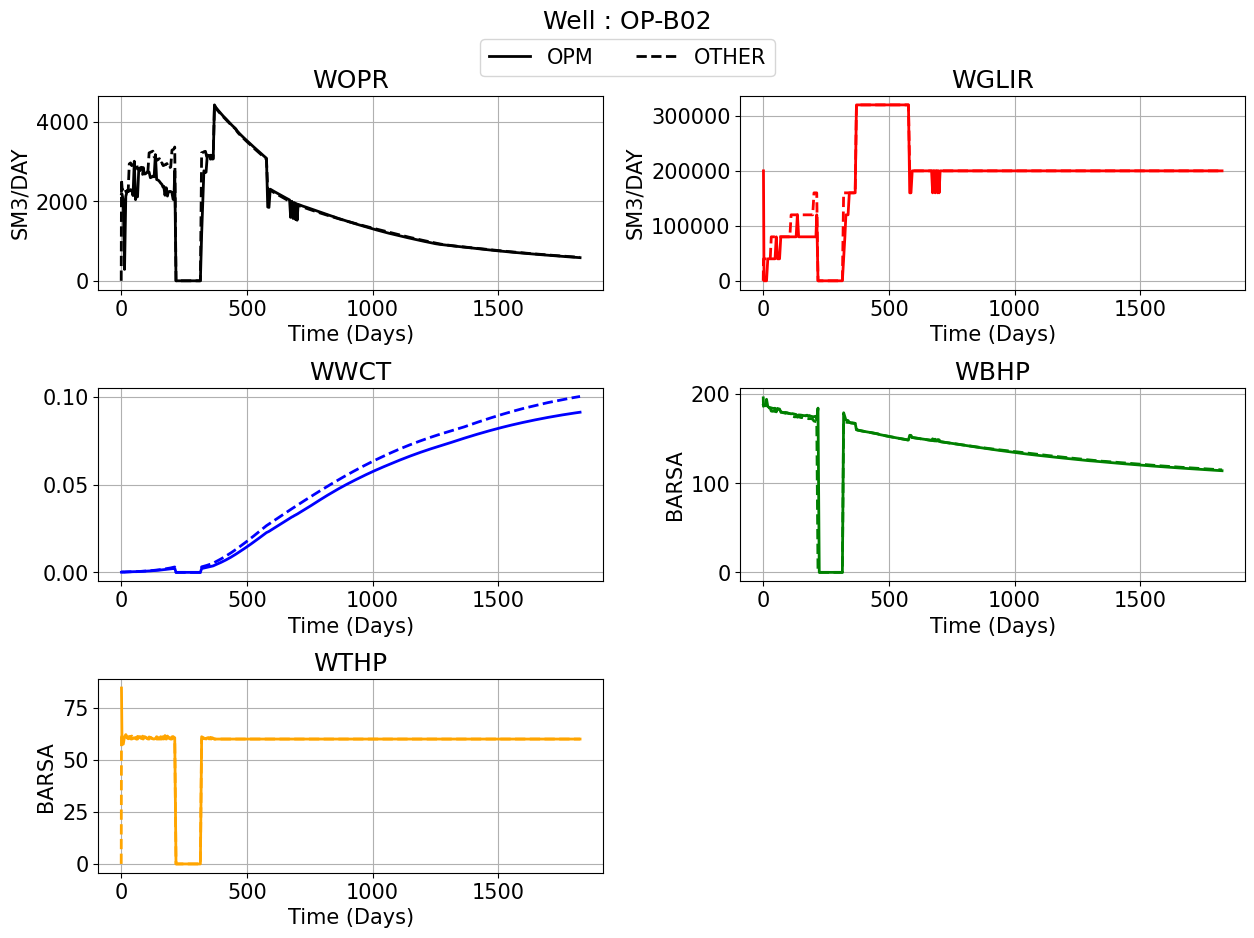 Well : OP-B02
OPM OTHER
WOPR
SM3/DAY
4000
2000
0
0 500 1000 1500
Time (Days)
WGLIR
SM3/DAY
300000
200000
100000
0
0 500 1000 1500
Time (Days)
WWCT
0.10
0.05
0.00
0 500 1000 1500
Time (Days)
WBHP
BARSA
200
100
0
0 500 1000 1500
Time (Days)
WTHP
BARSA
75
50
25
0
0 500 1000 1500
Time (Days)